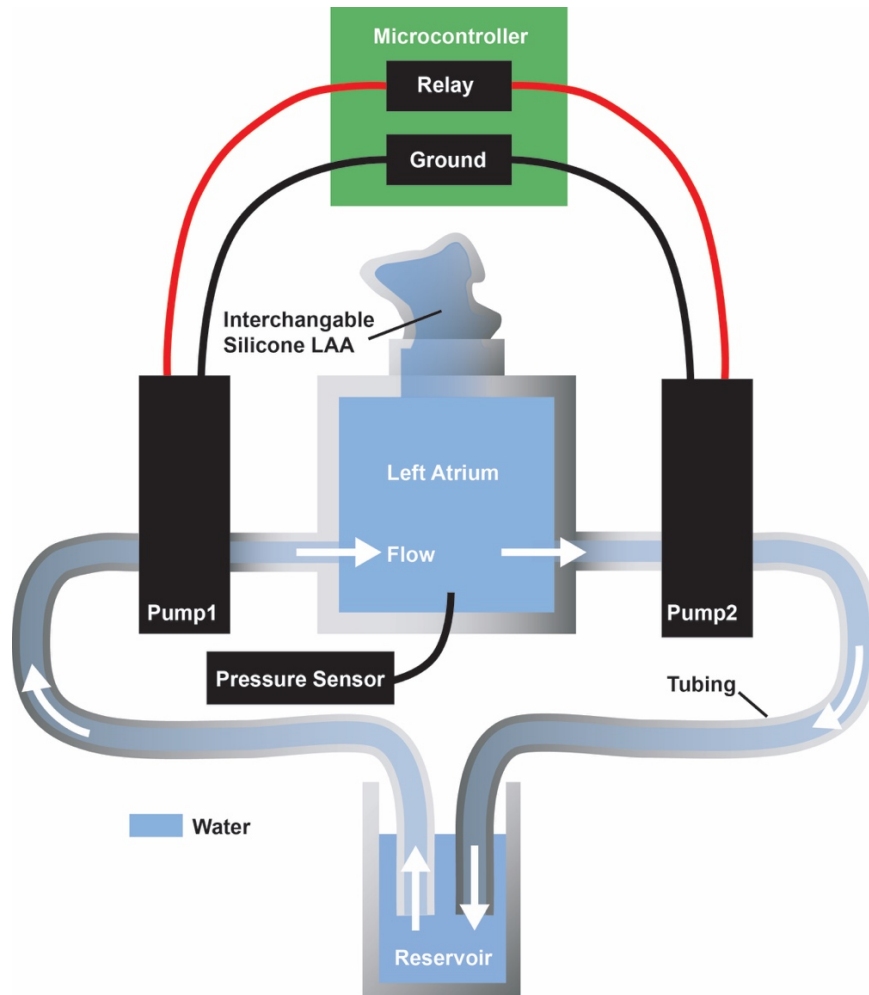 Microcontroller
Relay
Ground
Interchangable
Silicone LAA
Left Atrium
Flow
Pump1
Pump2
Pressure Sensor
Tubing
Water
Reservoir